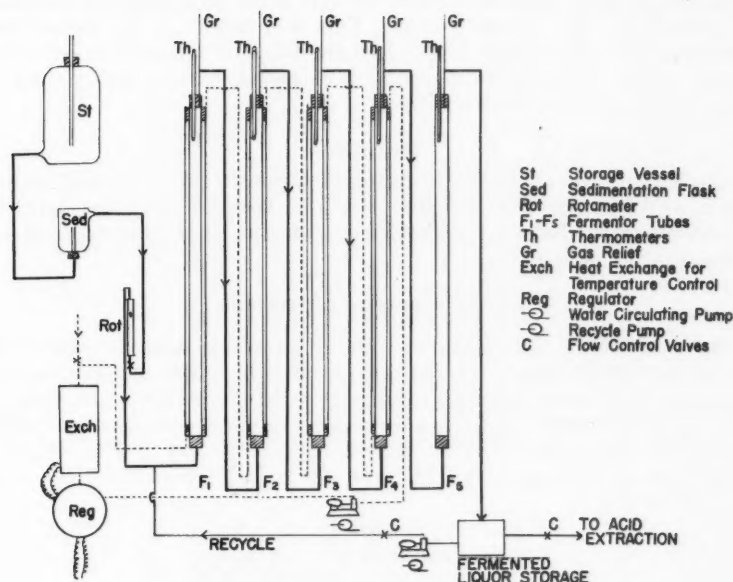 Gr Gr Gr Gr Gr
Th Th Th Th Th
St
Sed
Rot
Exch
Reg
F₁ F₂ F₃ F₄ F₅
C C
RECYCLE
TO ACID
EXTRACTION
FERMENTED
LIQUOR STORAGE
St Storage Vessel
Sed Sedimentation Flask
Rot Rotameter
F₁-F₅ Fermentor Tubes
Th Thermometers
Gr Gas Relief
Exch Heat Exchange for
Temperature Control
Reg Regulator
Water Circulating Pump
Recycle Pump
C Flow Control Valves